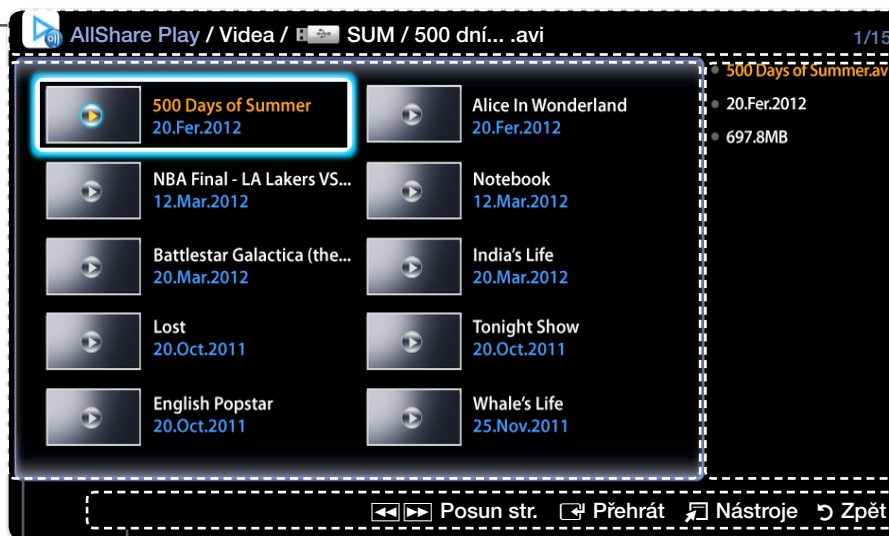 AllShare Play / Videa / SUM / 500 dní... .avi
1/15
500 Days of Summer
20.Fer.2012
Alice In Wonderland
20.Fer.2012
NBA Final - LA Lakers VS...
12.Mar.2012
Notebook
12.Mar.2012
Battlestar Galactica (the...
20.Mar.2012
India's Life
20.Mar.2012
Lost
20.Oct.2011
Tonight Show
20.Oct.2011
English Popstar
20.Oct.2011
Whale's Life
25.Nov.2011
500 Days of Summer.av
20.Fer.2012
697.8MB
Posun str. Přehrát Nástroje Zpět